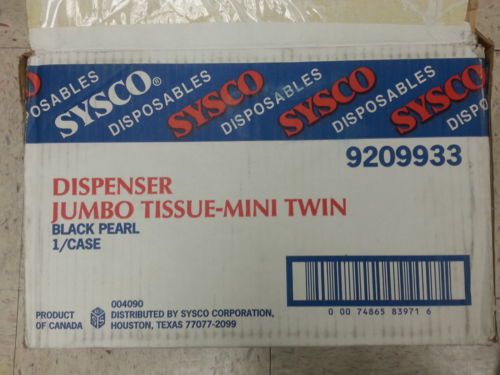 DISPOSABLES SYSCO® DISPOSABLES SYSCO DISPOSABLES SYSCO DISPOSABLES SYSCO
9209933
DISPENSER
JUMBO TISSUE-MINI TWIN
BLACK PEARL
1/CASE
PRODUCT
OF CANADA
004090
DISTRIBUTED BY SYSCO CORPORATION,
HOUSTON, TEXAS 77077-2099
0 00 74865 83971 6